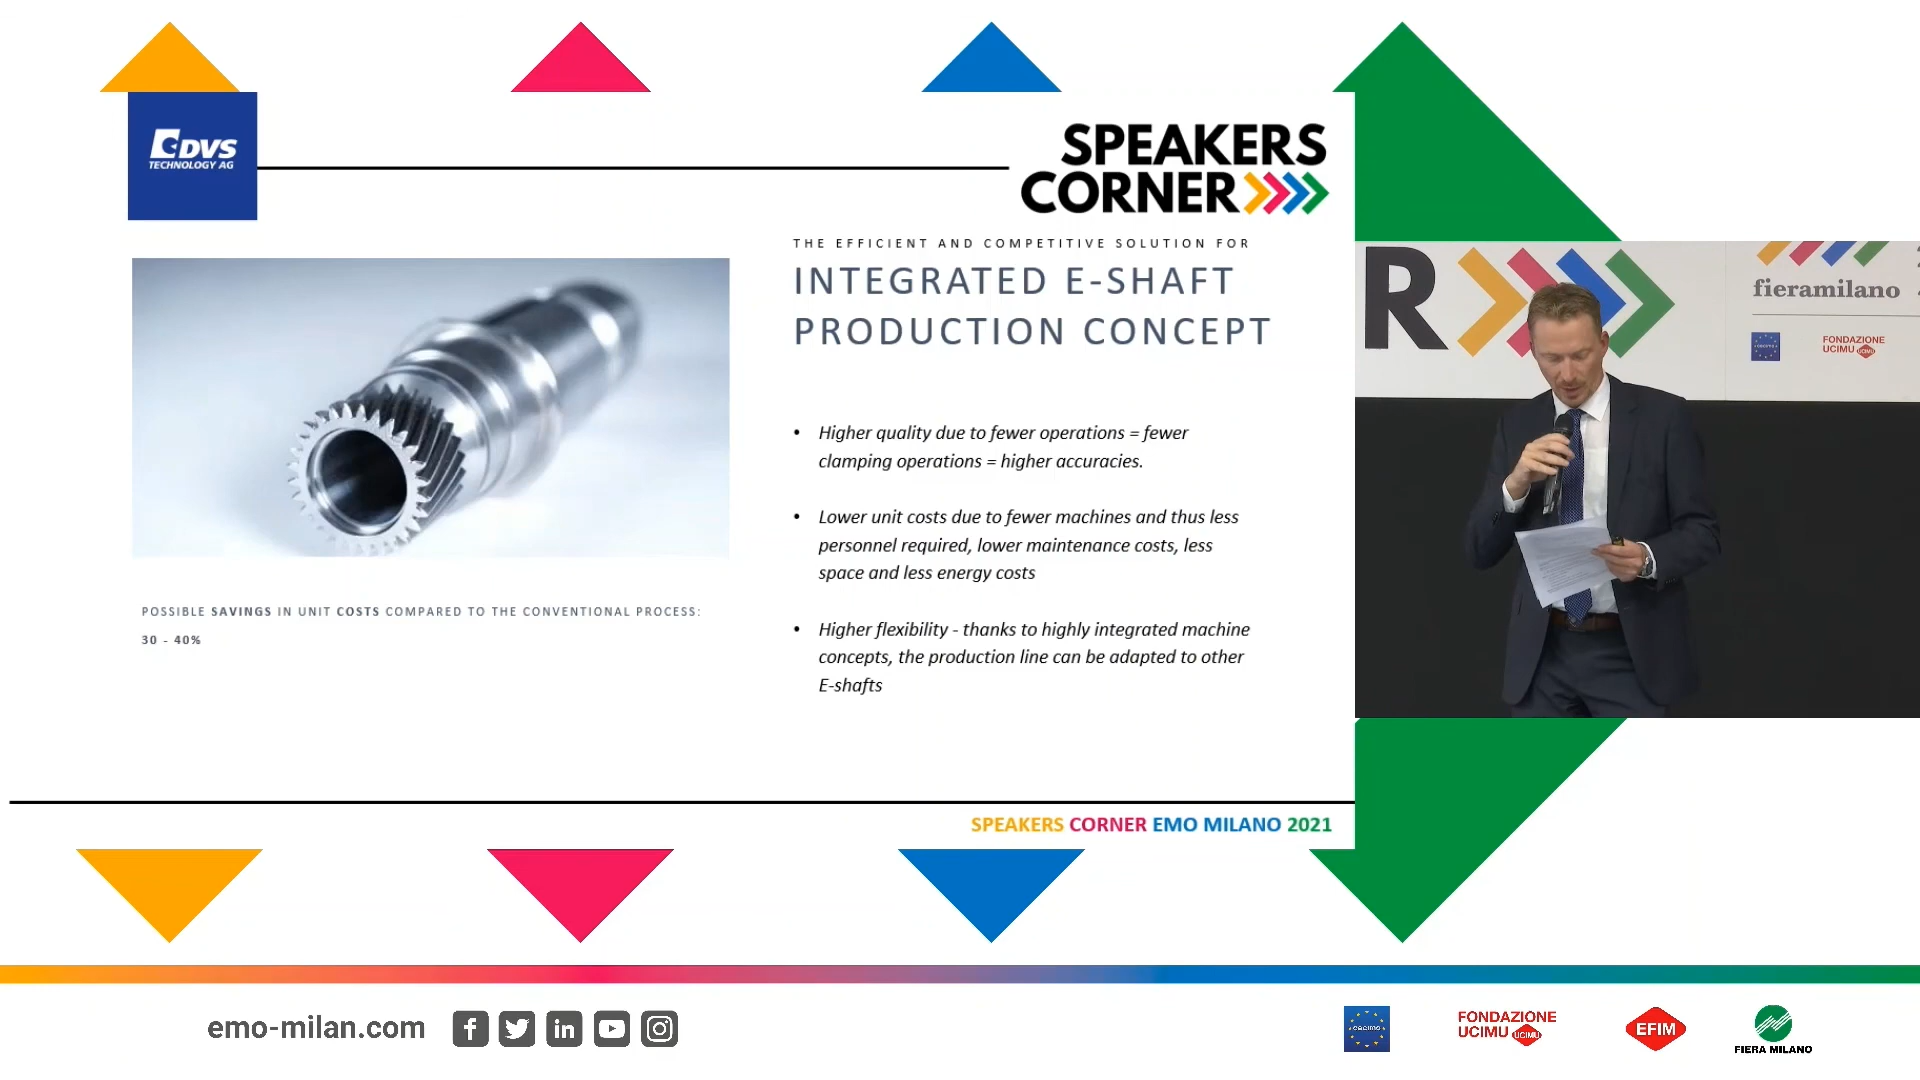 DVS
TECHNOLOGY AG
SPEAKERS
CORNER
THE EFFICIENT AND COMPETITIVE SOLUTION FOR
INTEGRATED E-SHAFT
PRODUCTION CONCEPT
• Higher quality due to fewer operations = fewer
clamping operations = higher accuracies.
• Lower unit costs due to fewer machines and thus less
personnel required, lower maintenance costs, less
space and less energy costs
• Higher flexibility - thanks to highly integrated machine
concepts, the production line can be adapted to other
E-shafts
POSSIBLE SAVINGS IN UNIT COSTS COMPARED TO THE CONVENTIONAL PROCESS:
30 - 40%
SPEAKERS CORNER EMO MILANO 2021
R
fieramilano
FONDAZIONE
UCIMU
UCIMU
emo-milan.com
cecimo
FONDAZIONE
UCIMU
UCIMU
EFIM
FIERA MILANO